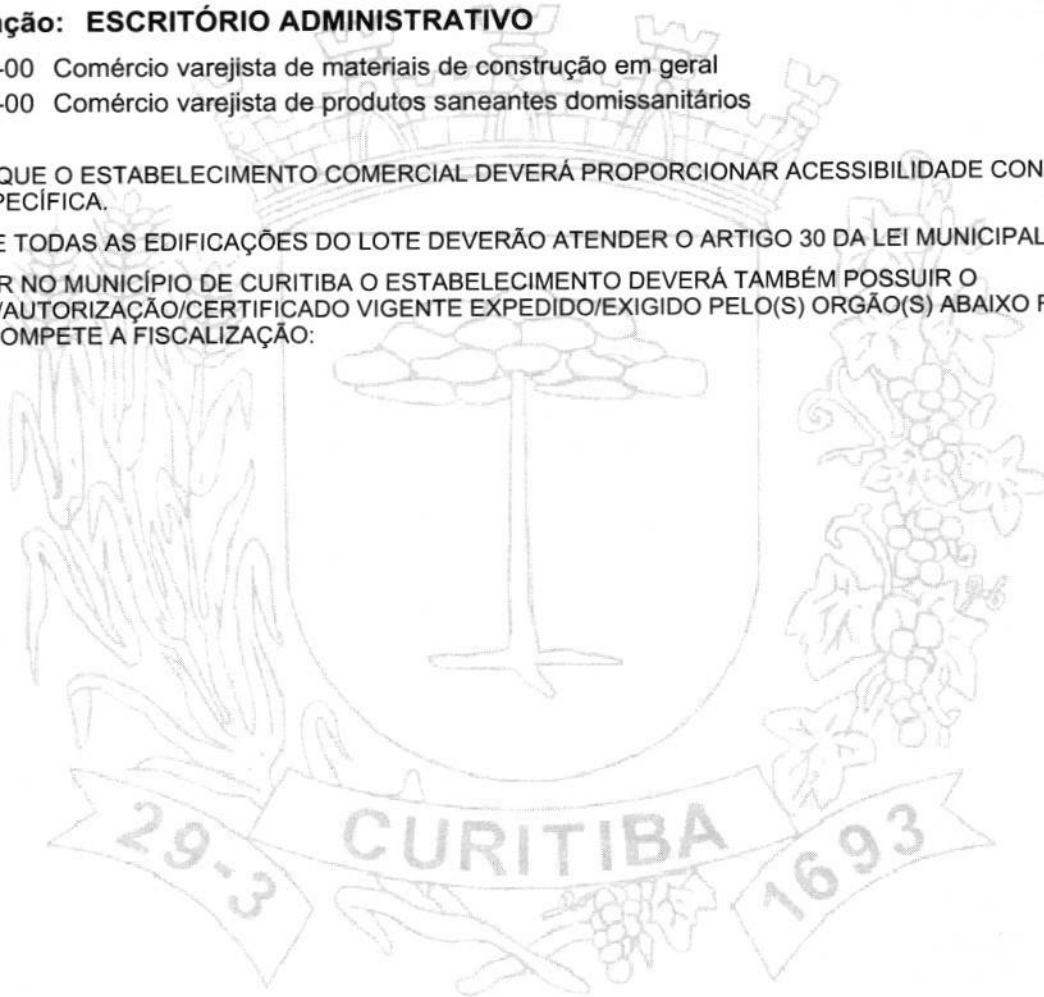 ação: ESCRITÓRIO ADMINISTRATIVO
-00 Comércio varejista de materiais de construção em geral
-00 Comércio varejista de produtos saneantes domissanitários
QUE O ESTABELECIMENTO COMERCIAL DEVERÁ PROPORCIONAR ACESSIBILIDADE CON
PECÍFICA.
E TODAS AS EDIFICAÇÕES DO LOTE DEVERÃO ATENDER O ARTIGO 30 DA LEI MUNICIPAL
R NO MUNICÍPIO DE CURITIBA O ESTABELECIMENTO DEVERÁ TAMBÉM POSSUIR O
/AUTORIZAÇÃO/CERTIFICADO VIGENTE EXPEDIDO/EXIGIDO PELO(S) ORGÃO(S) ABAIXO
OMPETE A FISCALIZAÇÃO:
29-3 CURITIBA 1693